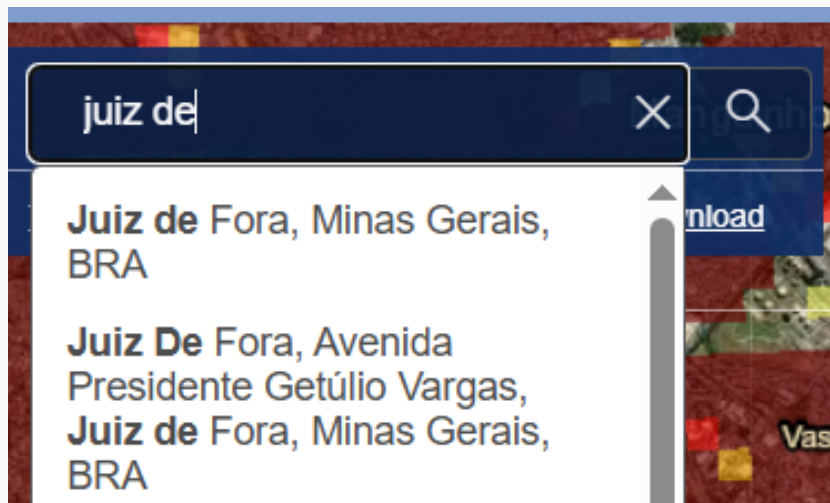 juiz de
Juiz de Fora, Minas Gerais,
BRA
Juiz De Fora, Avenida
Presidente Getúlio Vargas,
Juiz de Fora, Minas Gerais,
BRA